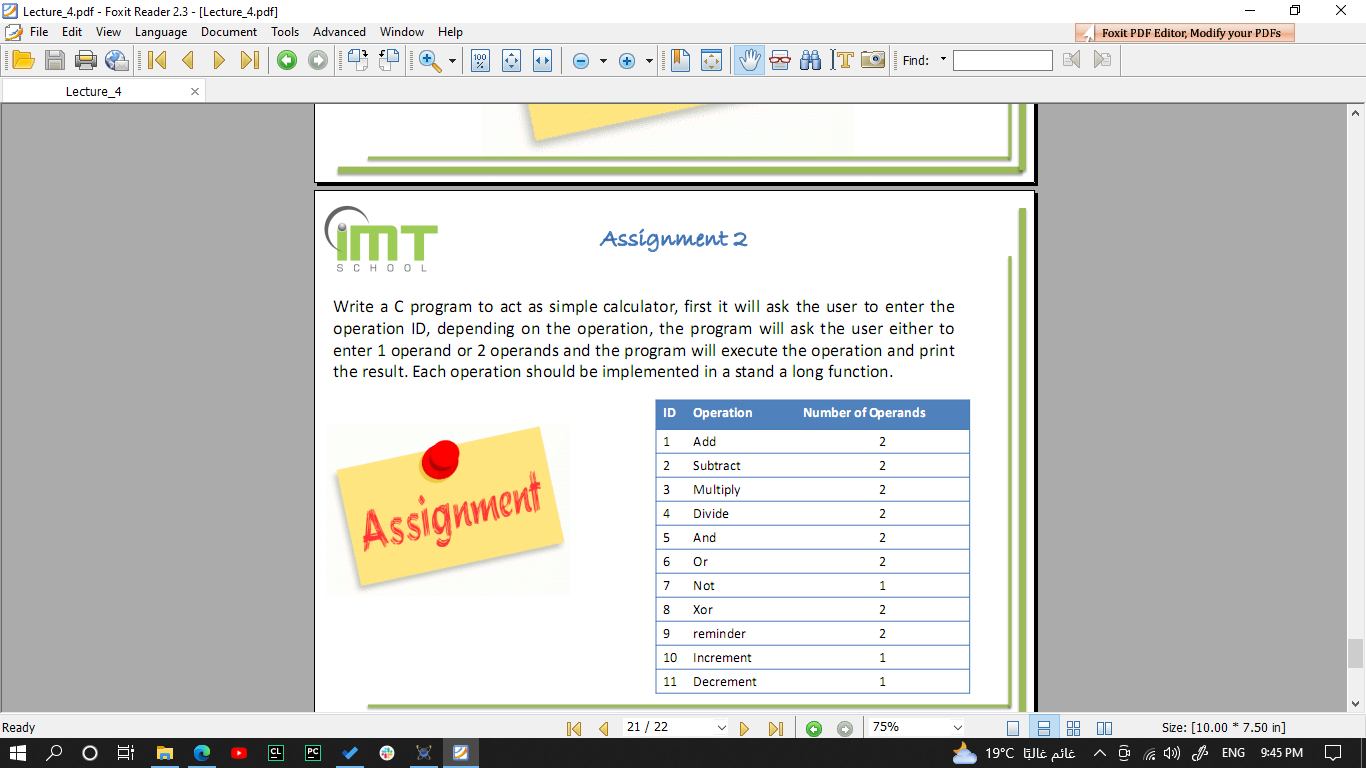 Lecture_4.pdf - Foxit Reader 2.3 - [Lecture_4.pdf]
File Edit View Language Document Tools Advanced Window Help
Foxit PDF Editor, Modify your PDFs
100 %
Find:
Lecture_4
iMT
SCHOOL
Assignment 2
Write a C program to act as simple calculator, first it will ask the user to enter the
operation ID, depending on the operation, the program will ask the user either to
enter 1 operand or 2 operands and the program will execute the operation and print
the result. Each operation should be implemented in a stand a long function.
Assignment
ID Operation Number of Operands
1 Add 2
2 Subtract 2
3 Multiply 2
4 Divide 2
5 And 2
6 Or 2
7 Not 1
8 Xor 2
9 reminder 2
10 Increment 1
11 Decrement 1
Ready
21 / 22
75%
Size: [10.00 * 7.50 in]
CL
PC
19°C غائم غالبًا
ENG
9:45 PM